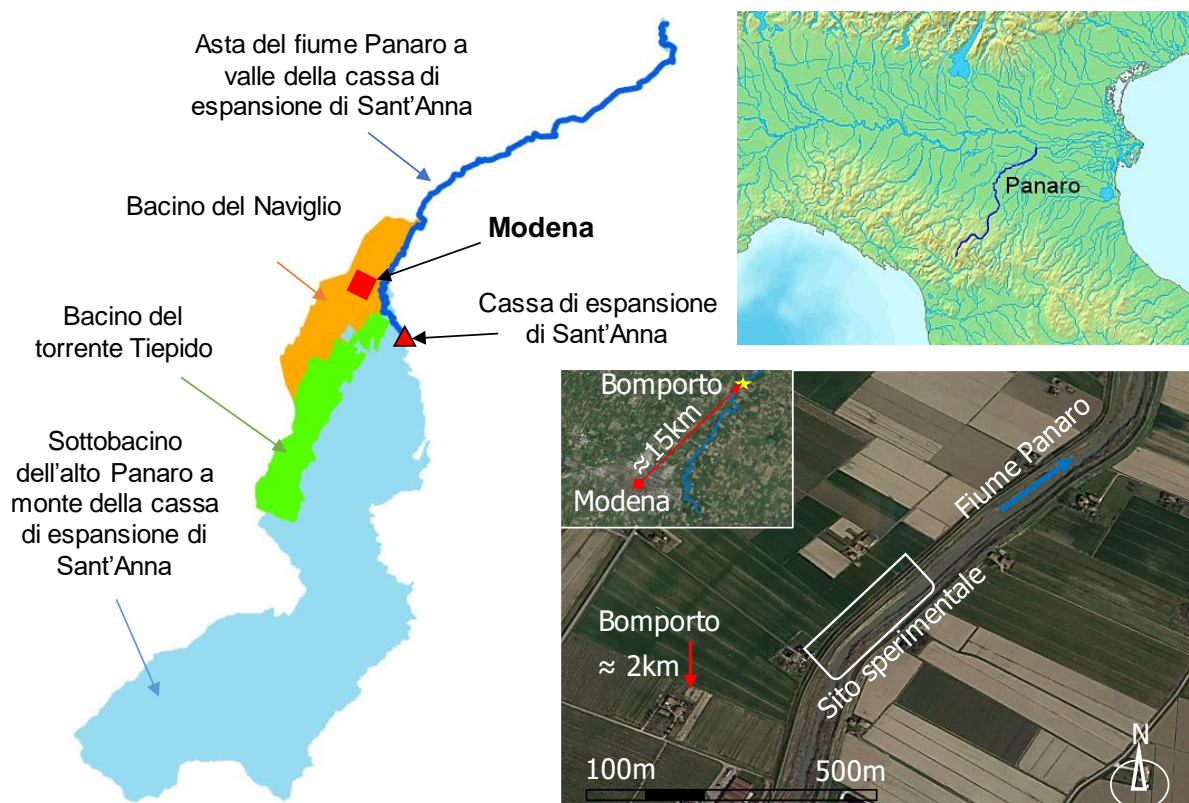 Asta del fiume Panaro a
valle della cassa di
espansione di Sant'Anna
Bacino del Naviglio
Modena
Cassa di espansione
di Sant'Anna
Bacino del
torrente Tiepido
Sottobacino
dell'alto Panaro a
monte della cassa
di espansione di
Sant'Anna
Panaro
Bomporto
≈15km
Modena
Fiume Panaro
Sito sperimentale
Bomporto
≈ 2km
100m
500m
N